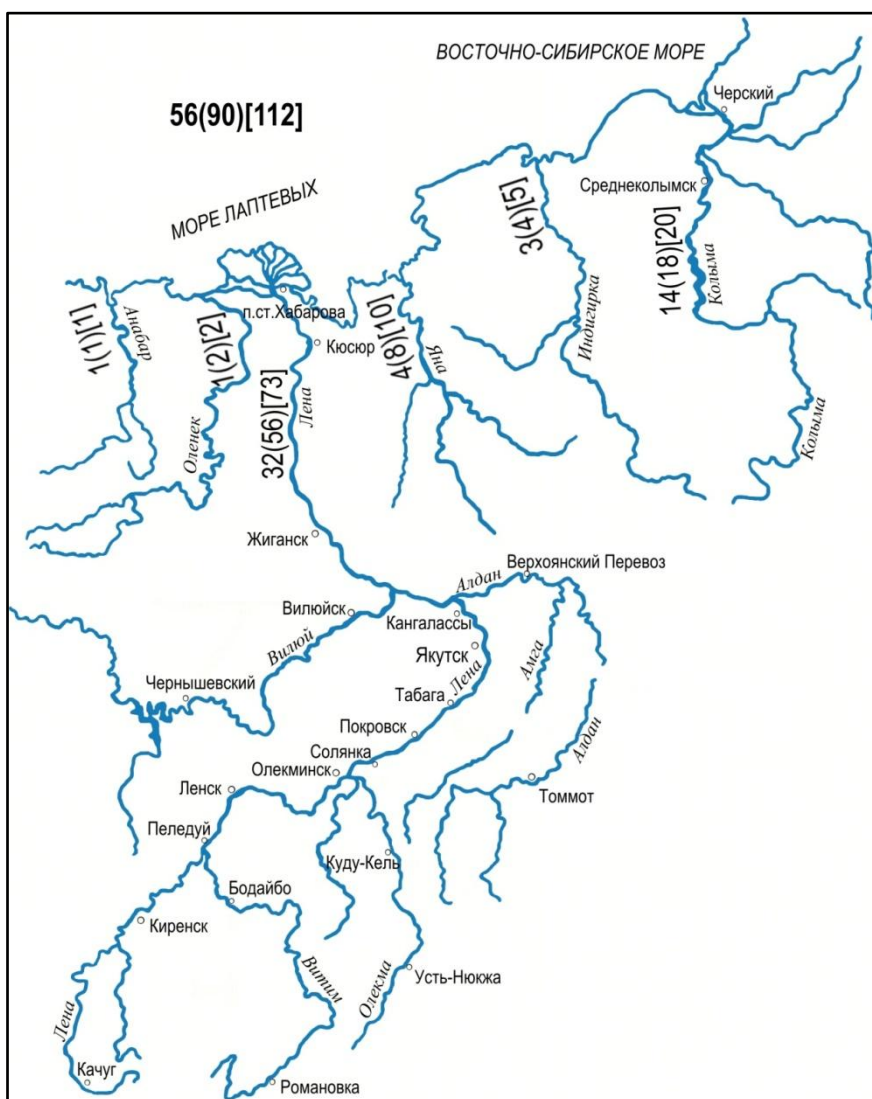 ВОСТОЧНО-СИБИРСКОЕ МОРЕ
56(90)[112]
Черский
Среднеколымск
МОРЕ ЛАПТЕВЫХ
3(4)[5]
14(18)[20]
Колыма
п.ст.Хабарова
1(1)[1]
Анабар
1(2)[2]
Кюсюр
4(8)[10]
Яна
Индигирка
32(56)[73]
Лена
Оленек
Колыма
Жиганск
Верхоянский Перевоз
Алдан
Вилюйск
Кангалассы
Вилюй
Якутск
Амга
Чернышевский
Табага
Лена
Покровск
Алдан
Солянка
Олекминск
Ленск
Томмот
Пеледуй
Куду-Кель
Бодайбо
Киренск
Витим
Усть-Нюкжа
Олекма
Лена
Качуг
Романовка